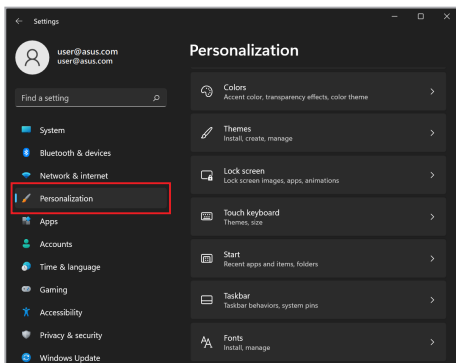 Settings
user@asus.com
user@asus.com
Find a setting
System
Bluetooth & devices
Network & internet
Personalization
Apps
Accounts
Time & language
Gaming
Accessibility
Privacy & security
Windows Update
Personalization
Colors
Accent color, transparency effects, color theme
Themes
Install, create, manage
Lock screen
Lock screen images, apps, animations
Touch keyboard
Themes, size
Start
Recent apps and items, folders
Taskbar
Taskbar behaviors, system pins
Fonts
Install, manage